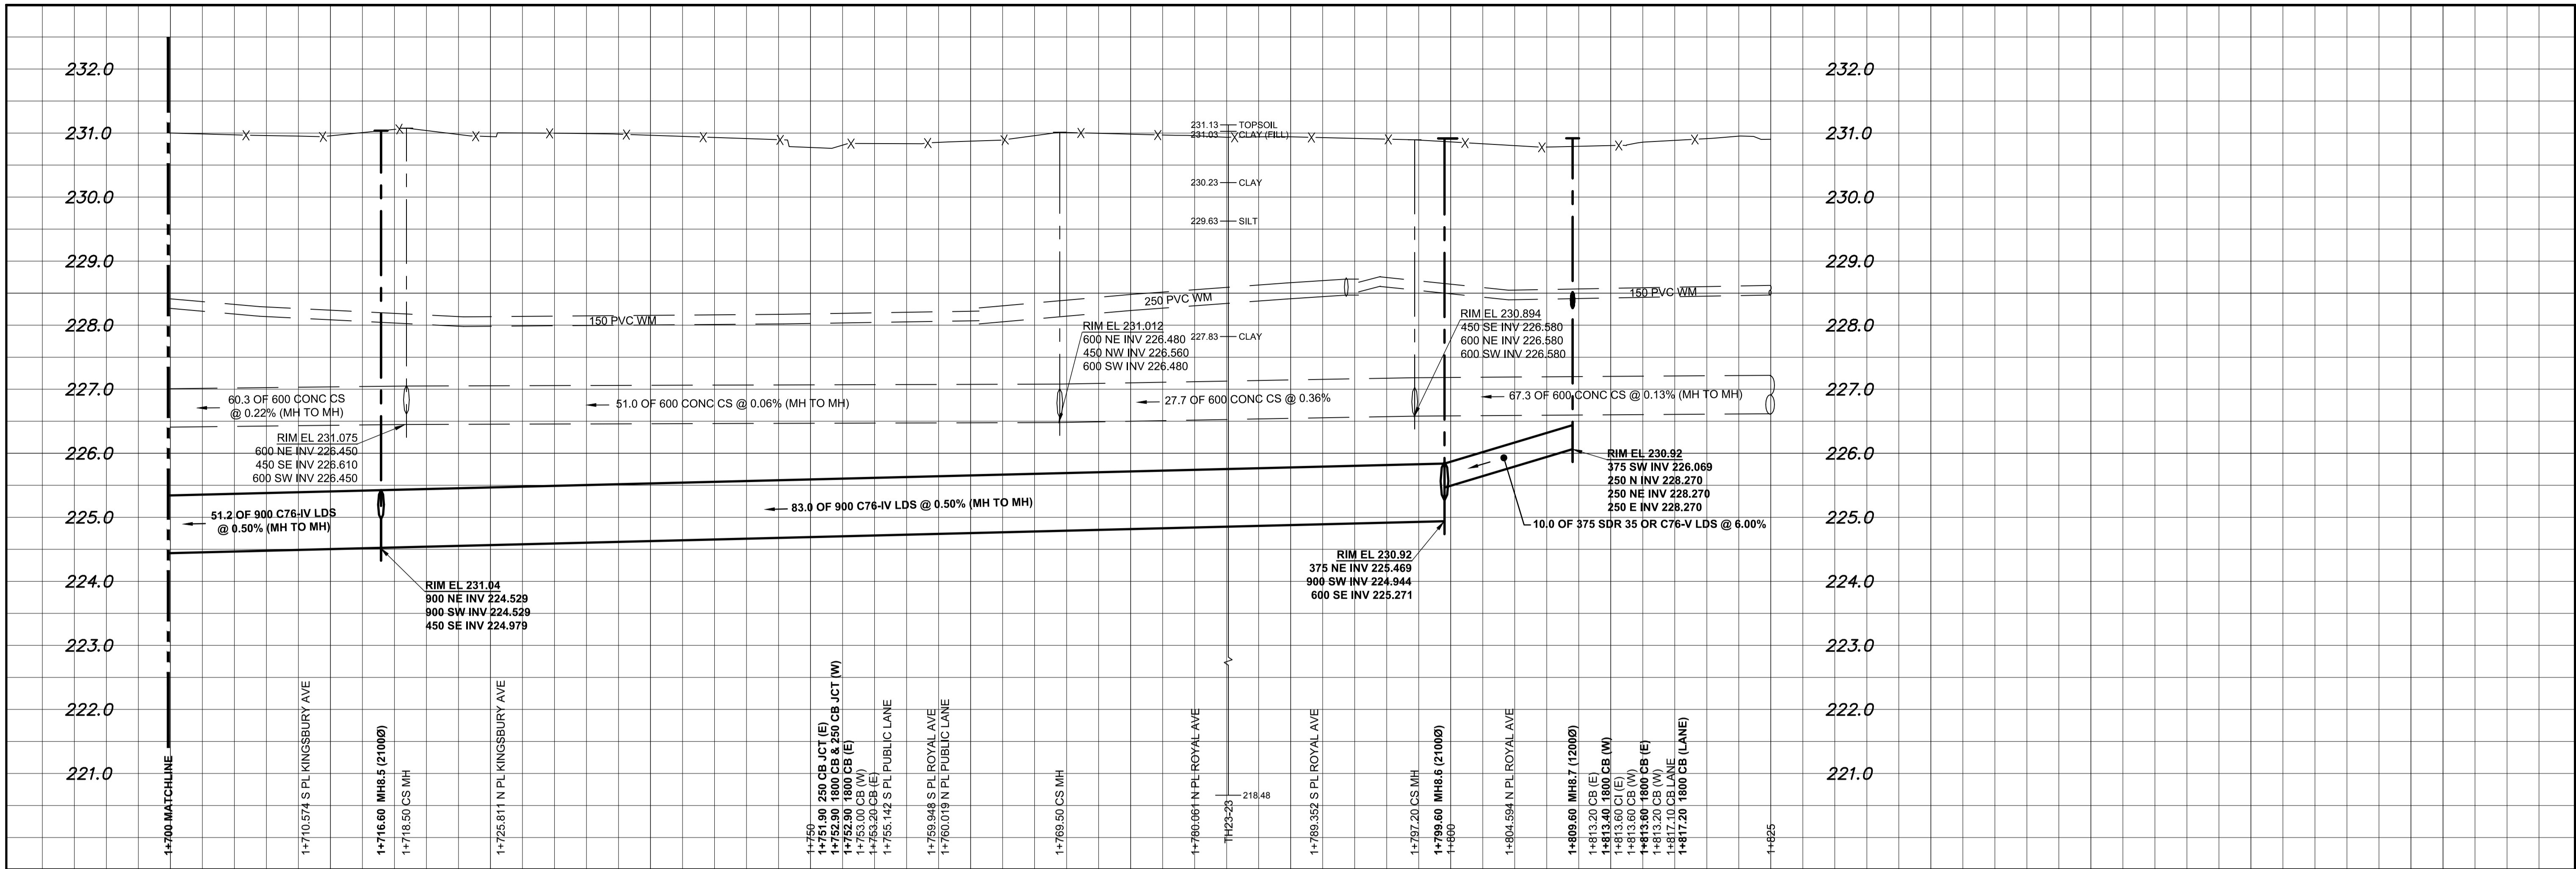 232.0
231.0
230.0
229.0
228.0
227.0
226.0
225.0
224.0
223.0
222.0
221.0
232.0
231.0
230.0
229.0
228.0
227.0
226.0
225.0
224.0
223.0
222.0
221.0
231.13 TOPSOIL
231.03 CLAY (FILL)
230.23 CLAY
229.63 SILT
227.83 CLAY
218.48
150 PVC WM
250 PVC WM
150 PVC WM
60.3 OF 600 CONC CS
@ 0.22% (MH TO MH)
51.0 OF 600 CONC CS @ 0.06% (MH TO MH)
27.7 OF 600 CONC CS @ 0.36%
67.3 OF 600 CONC CS @ 0.13% (MH TO MH)
RIM EL 231.075
600 NE INV 226.450
450 SE INV 226.610
600 SW INV 226.450
RIM EL 231.012
600 NE INV 226.480
450 NW INV 226.560
600 SW INV 226.480
RIM EL 230.894
450 SE INV 226.580
600 NE INV 226.580
600 SW INV 226.580
51.2 OF 900 C76-IV LDS
@ 0.50% (MH TO MH)
83.0 OF 900 C76-IV LDS @ 0.50% (MH TO MH)
10.0 OF 375 SDR 35 OR C76-V LDS @ 6.00%
RIM EL 231.04
900 NE INV 224.529
900 SW INV 224.529
450 SE INV 224.979
RIM EL 230.92
375 NE INV 225.469
900 SW INV 224.944
600 SE INV 225.271
RIM EL 230.92
375 SW INV 226.069
250 N INV 228.270
250 NE INV 228.270
250 E INV 228.270
1+700 MATCHLINE
1+710.574 S PL KINGSBURY AVE
1+716.60 MH8.5 (2100Ø)
1+718.50 CS MH
1+725.811 N PL KINGSBURY AVE
1+750
1+751.90 250 CB JCT (E)
1+752.90 1800 CB & 250 CB JCT (W)
1+752.90 1800 CB (E)
1+753.00 CB (W)
1+753.20 CB (E)
1+755.142 S PL PUBLIC LANE
1+759.948 S PL ROYAL AVE
1+760.019 N PL PUBLIC LANE
1+769.50 CS MH
1+780.061 N PL ROYAL AVE
TH23-23
1+789.352 S PL ROYAL AVE
1+797.20 CS MH
1+799.60 MH8.6 (2100Ø)
1+800
1+804.594 N PL ROYAL AVE
1+809.60 MH8.7 (1200Ø)
1+813.20 CB (E)
1+813.40 1800 CB (W)
1+813.60 CI (E)
1+813.60 CB (W)
1+813.60 1800 CB (E)
1+813.20 CB (W)
1+817.10 CB LANE
1+817.20 1800 CB (LANE)
1+825